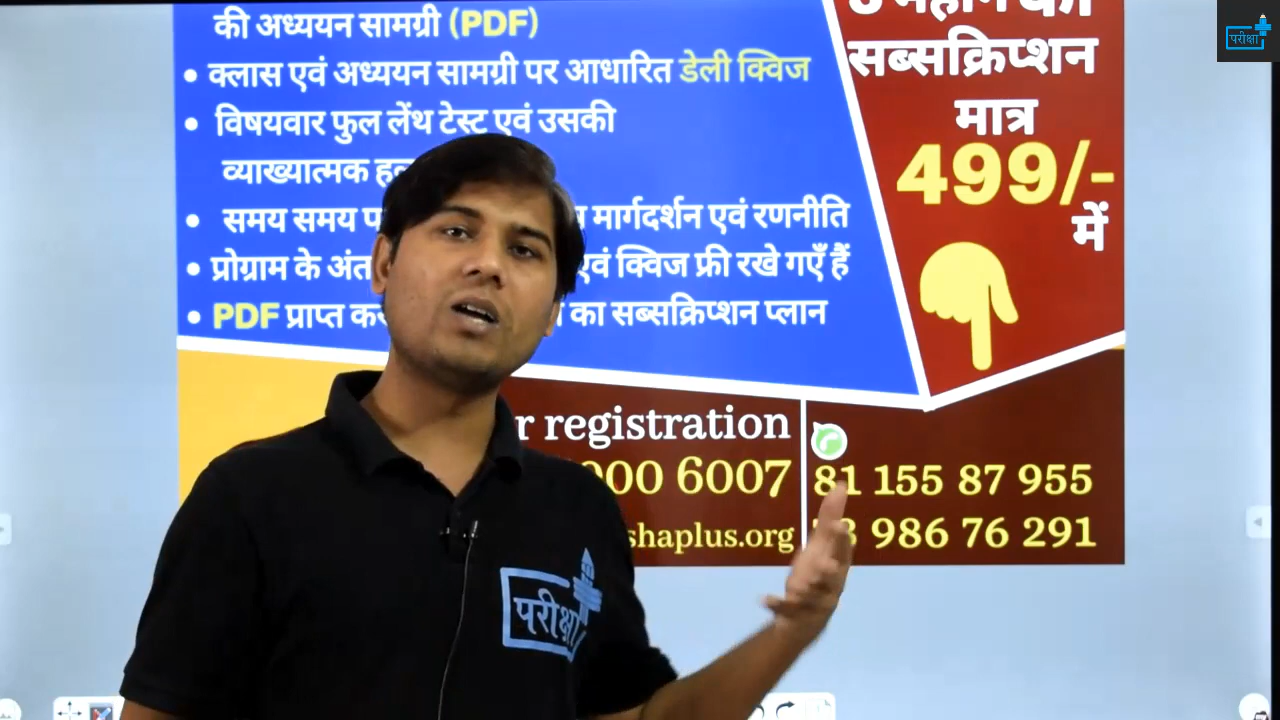 की अध्ययन सामग्री (PDF)
• क्लास एवं अध्ययन सामग्री पर आधारित डेली क्विज
• विषयवार फुल लेंथ टेस्ट एवं उसकी
व्याख्यात्मक
• समय समय मार्गदर्शन एवं रणनीति
• प्रोग्राम के एवं क्विज फ्री रखे गएँ हैं
• PDF प्राप्त का सब्सक्रिप्शन प्लान
सब्सक्रिप्शन
मात्र
499/-
में
registration
6007
shaplus.org
81 155 87 955
986 76 291
परीक्षा
परीक्षा